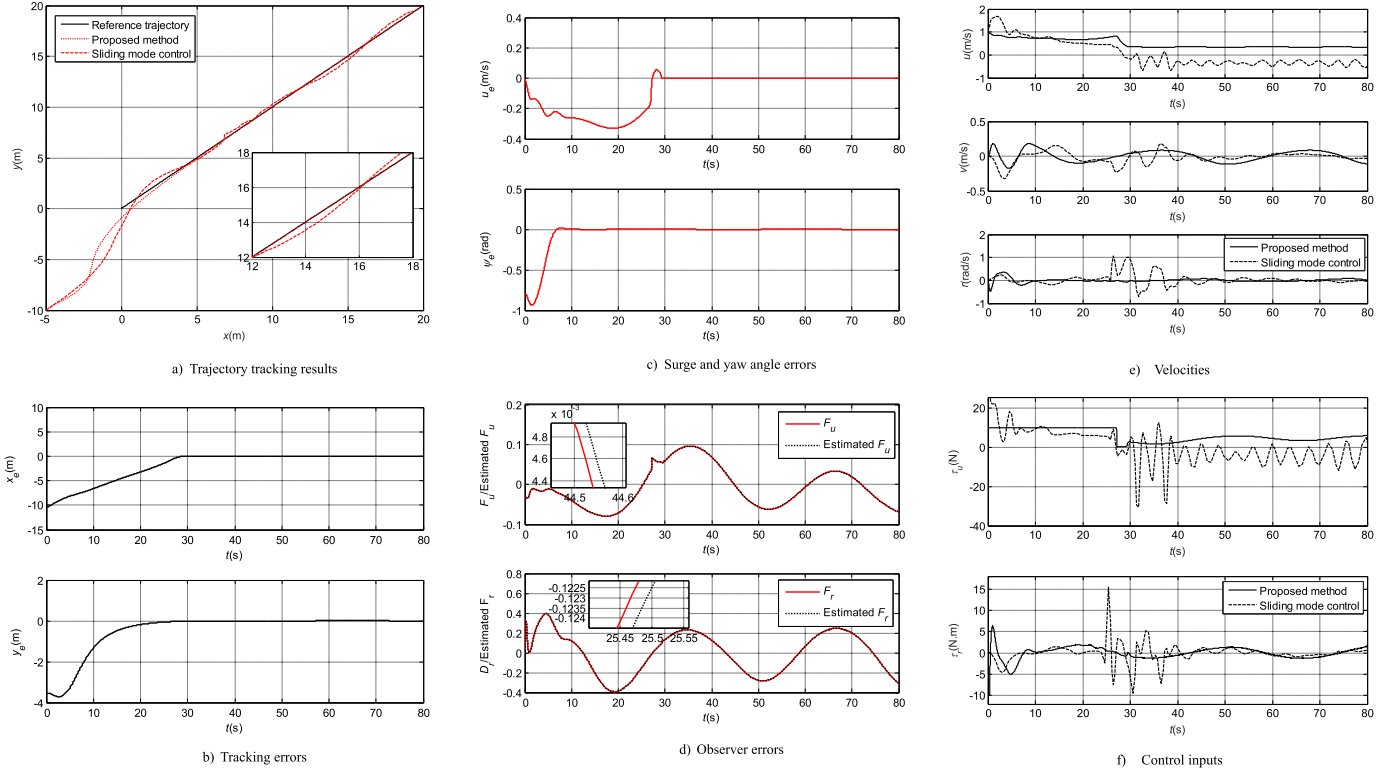 20
15
10
5
0
-5
-10
y(m)
Reference trajectory
Proposed method
Sliding mode control
18
16
14
12
12 14 16 18
-5 0 5 10 15 20
x(m)
a) Trajectory tracking results
10
5
0
-5
-10
-15
x_e(m)
0 10 20 30 40 50 60 70 80
t(s)
2
0
-2
-4
y_e(m)
0 10 20 30 40 50 60 70 80
t(s)
b) Tracking errors
0.4
0.2
0
-0.2
0.4
u_e(m/s)
0 10 20 30 40 50 60 70 80
t(s)
0.5
0
-0.5
-1
ψ_e(rad)
0 10 20 30 40 50 60 70 80
t(s)
c) Surge and yaw angle errors
0.2
0.1
0
-0.1
F_u/Estimated F_u
x 10^-3
4.8
4.6
4.4
44.5 44.6
F_u
Estimated F_u
0 10 20 30 40 50 60 70 80
t(s)
0.8
0.6
0.4
0.2
0
-0.2
-0.4
D_r/Estimated F_r
-0.1225
-0.123
-0.1235
-0.124
25.45 25.5 25.55
F_r
Estimated F_r
0 10 20 30 40 50 60 70 80
t(s)
d) Observer errors
2
1
0
-1
u(m/s)
0 10 20 30 40 50 60 70 80
t(s)
0.5
0
-0.5
v(m/s)
0 10 20 30 40 50 60 70 80
t(s)
2
1
0
-1
r(rad/s)
Proposed method
Sliding mode control
0 10 20 30 40 50 60 70 80
t(s)
e) Velocities
20
0
-20
-40
τ_u(N)
0 10 20 30 40 50 60 70 80
t(s)
15
10
5
0
-5
-10
τ_r(N.m)
Proposed method
Sliding mode control
0 10 20 30 40 50 60 70 80
t(s)
f) Control inputs